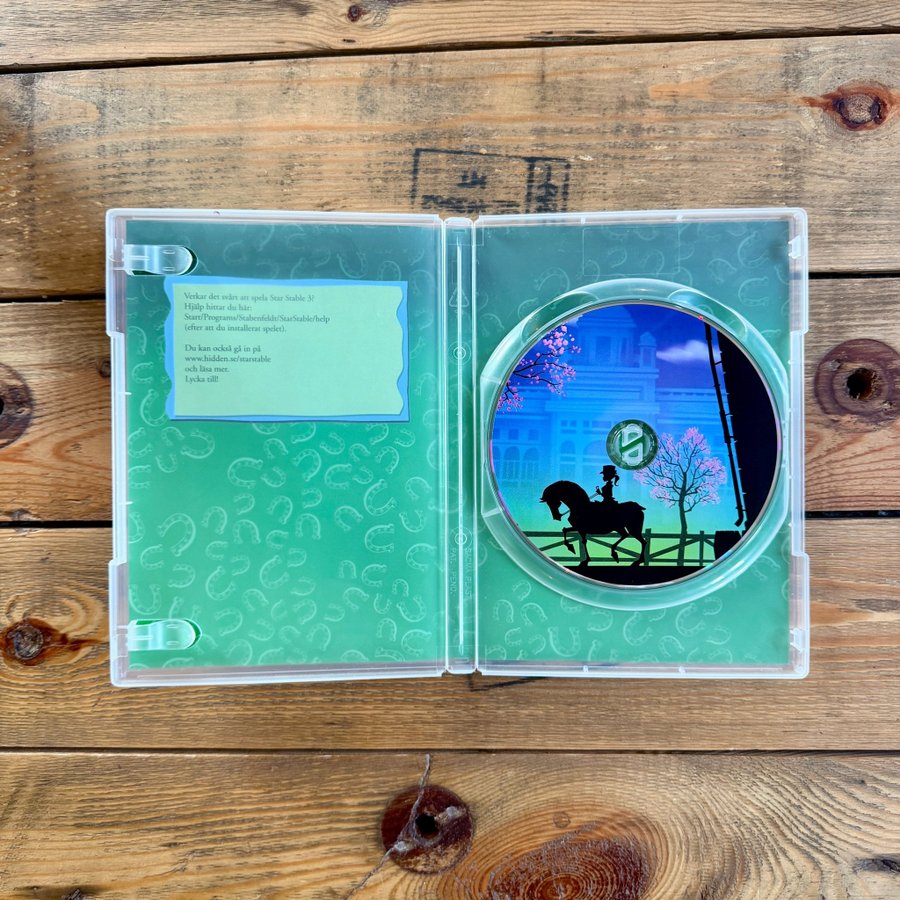 Verkar det svårt att spela Star Stable 3?
Hjälp hittar du här:
Start/Programs/Stabenfeldt/StarStable/help
(efter att du installerat spelet).
Du kan också gå in på
www.hidden.se/starstable
och läsa mer.
Lycka till!